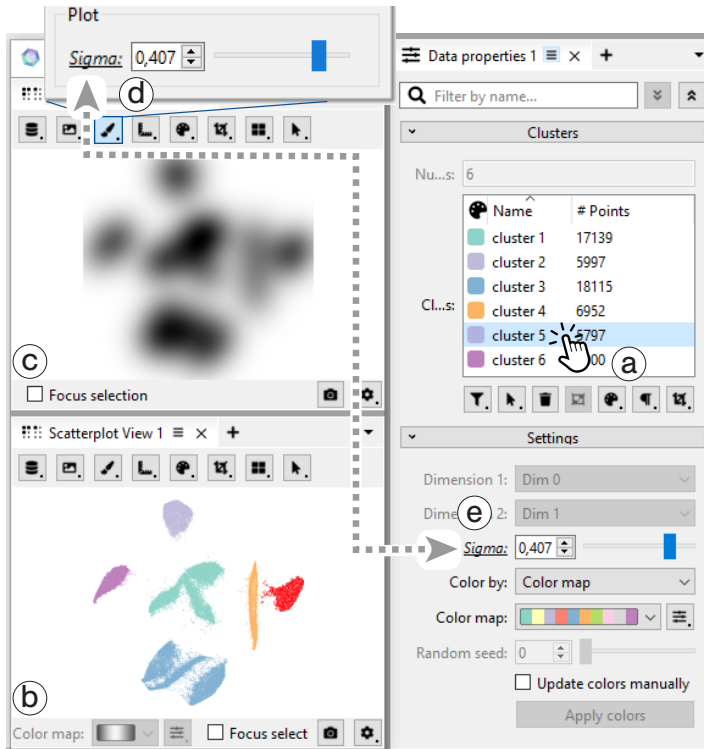 Plot
Sigma: 0,407
d
Data properties 1
Filter by name...
Clusters
Nu...s: 6
Name # Points
cluster 1 17139
cluster 2 5997
cluster 3 18115
Cl...s:
cluster 4 6952
cluster 5 5797
cluster 6 00
a
c
Focus selection
Scatterplot View 1
Settings
Dimension 1: Dim 0
Dime 2: Dim 1
e
Sigma: 0,407
Color by: Color map
Color map:
Random seed: 0
Update colors manually
Apply colors
b
Color map: Focus select